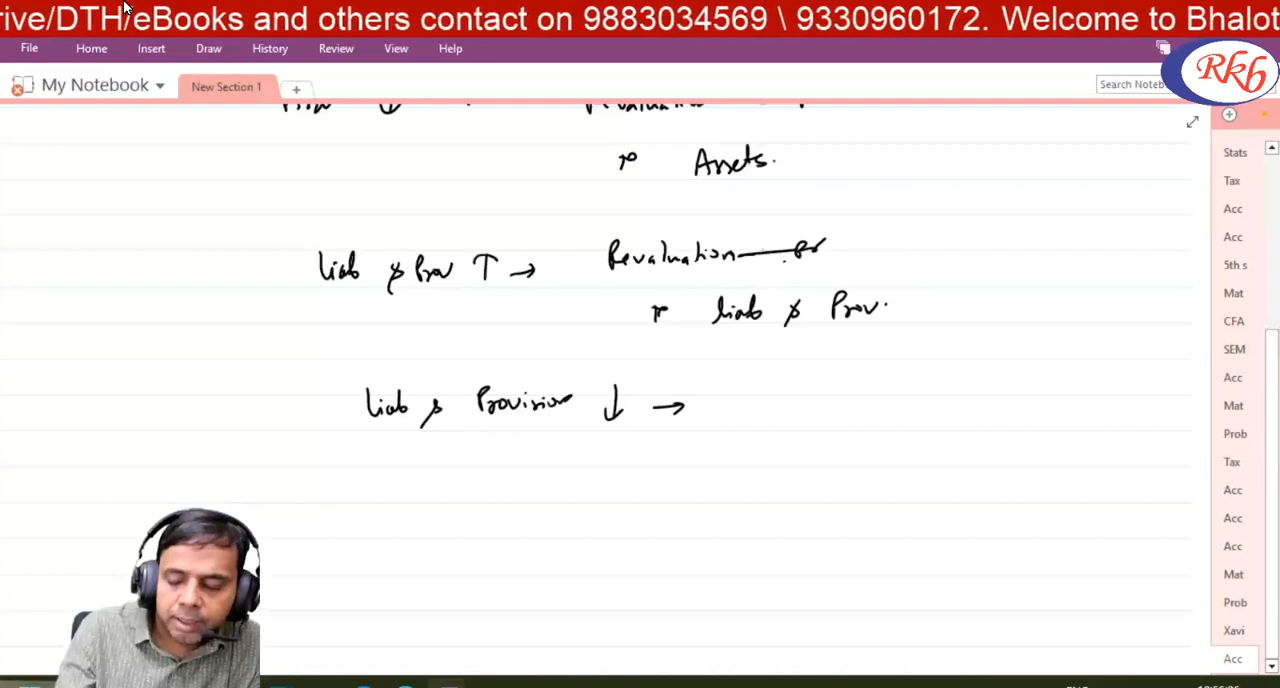 rive/DTH/eBooks and others contact on 9883034569 \ 9330960172. Welcome to Bhalot
File Home Insert Draw History Review View Help
Rkb
My Notebook New Section 1 + Search Noteb
Stats
Assets.
Tax
Acc
Acc
Revaluation
5th s
liab & Prov ↑ →
Mat
liab & Prov.
CFA
SEM
Acc
liab & Provision ↓ →
Mat
Prob
Tax
Acc
Acc
Acc
Mat
Prob
Xavi
Acc